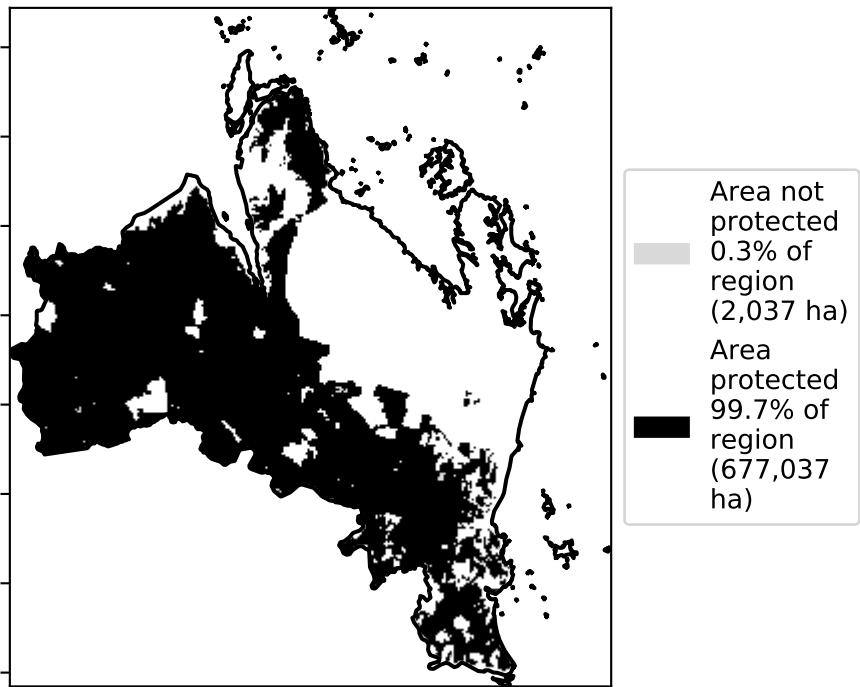 Area not
protected
0.3% of
region
(2,037 ha)
Area
protected
99.7% of
region
(677,037
ha)